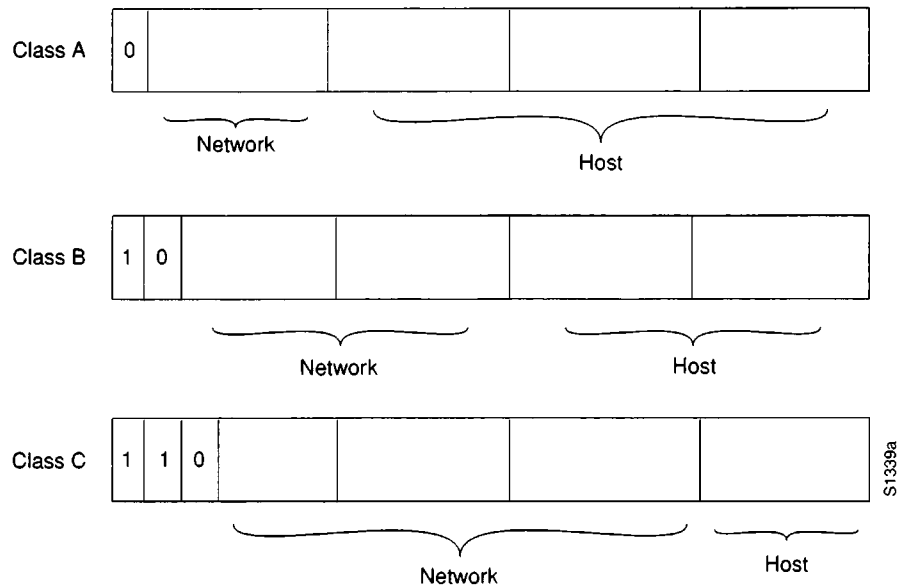 Class A 0
Network
Host
Class B 1 0
Network
Host
Class C 1 1 0
Network
Host
S1339a